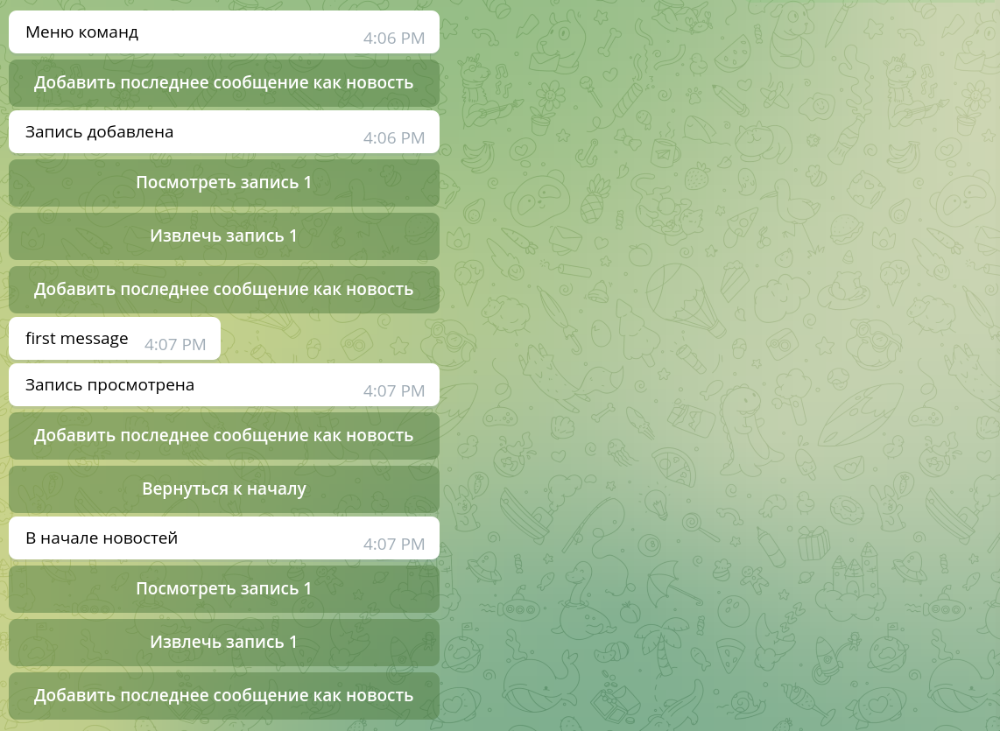 Меню команд
4:06 PM
Добавить последнее сообщение как новость
Запись добавлена
4:06 PM
Посмотреть запись 1
Извлечь запись 1
Добавить последнее сообщение как новость
first message
4:07 PM
Запись просмотрена
4:07 PM
Добавить последнее сообщение как новость
Вернуться к началу
В начале новостей
4:07 PM
Посмотреть запись 1
Извлечь запись 1
Добавить последнее сообщение как новость